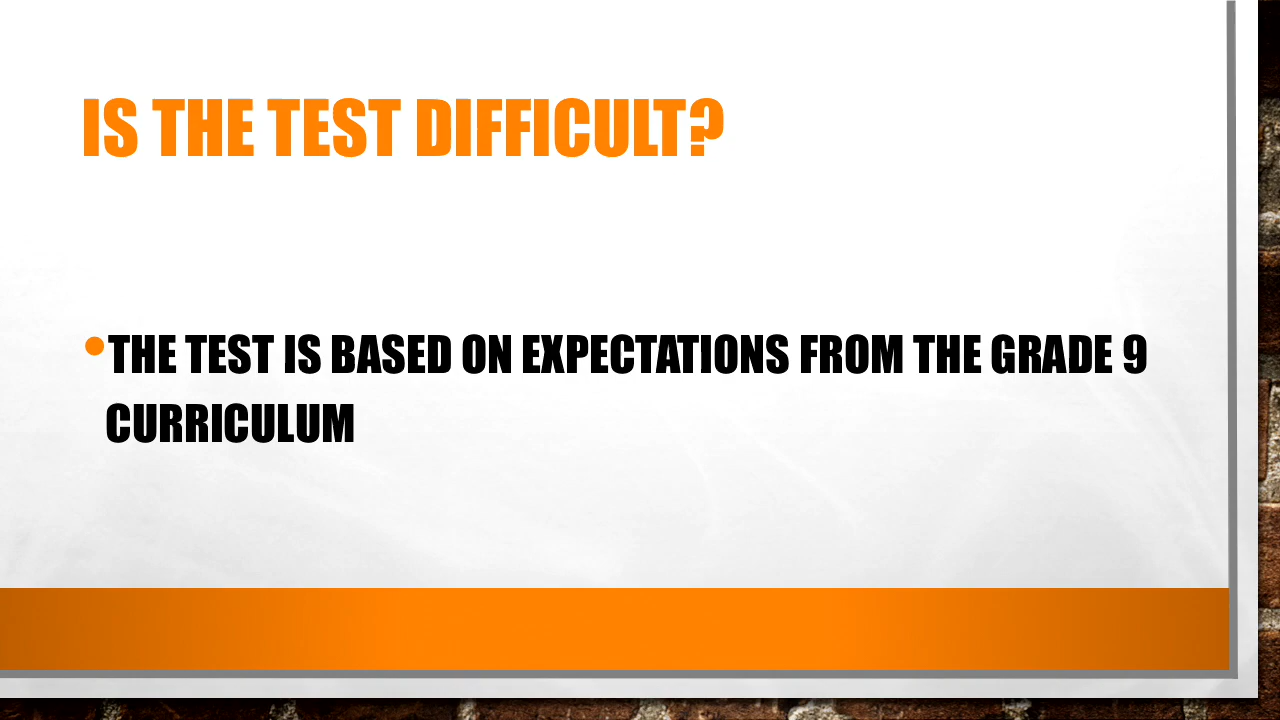 IS THE TEST DIFFICULT?
•THE TEST IS BASED ON EXPECTATIONS FROM THE GRADE 9
CURRICULUM